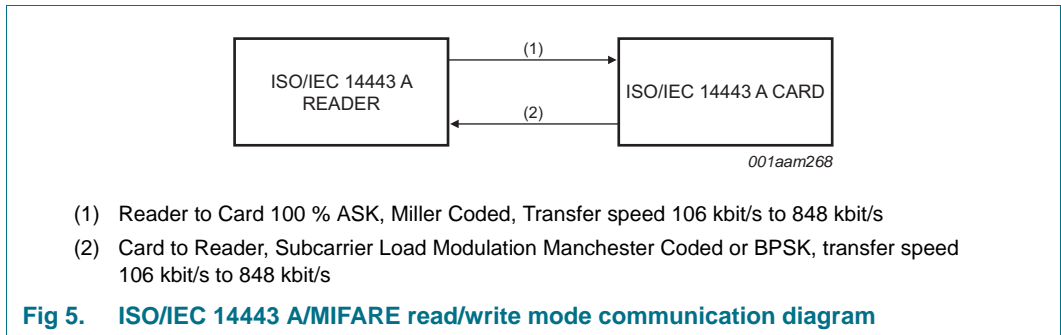 (1)
ISO/IEC 14443 A
READER
ISO/IEC 14443 A CARD
(2)
001aam268
(1) Reader to Card 100 % ASK, Miller Coded, Transfer speed 106 kbit/s to 848 kbit/s
(2) Card to Reader, Subcarrier Load Modulation Manchester Coded or BPSK, transfer speed
106 kbit/s to 848 kbit/s
Fig 5. ISO/IEC 14443 A/MIFARE read/write mode communication diagram